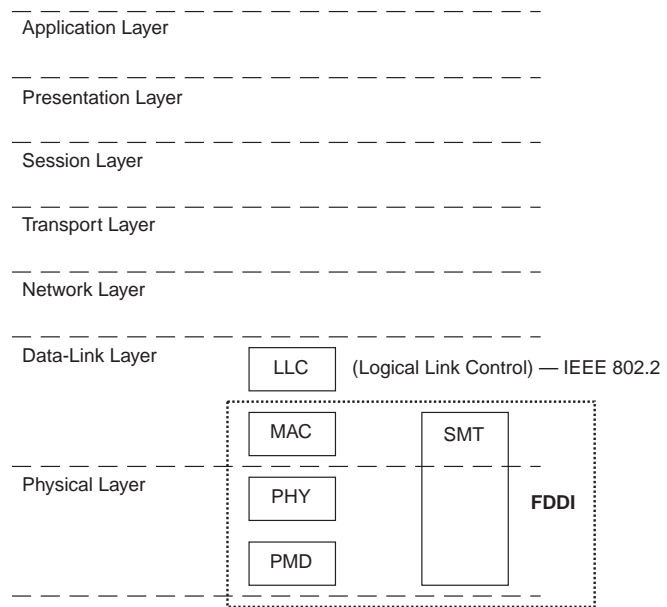 Application Layer
Presentation Layer
Session Layer
Transport Layer
Network Layer
Data-Link Layer
LLC
(Logical Link Control) — IEEE 802.2
MAC
SMT
Physical Layer
PHY
FDDI
PMD